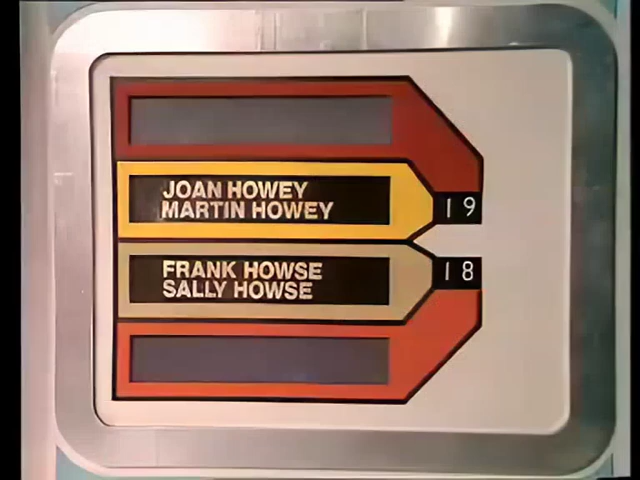 JOAN HOWEY
MARTIN HOWEY
19
FRANK HOWSE
SALLY HOWSE
18